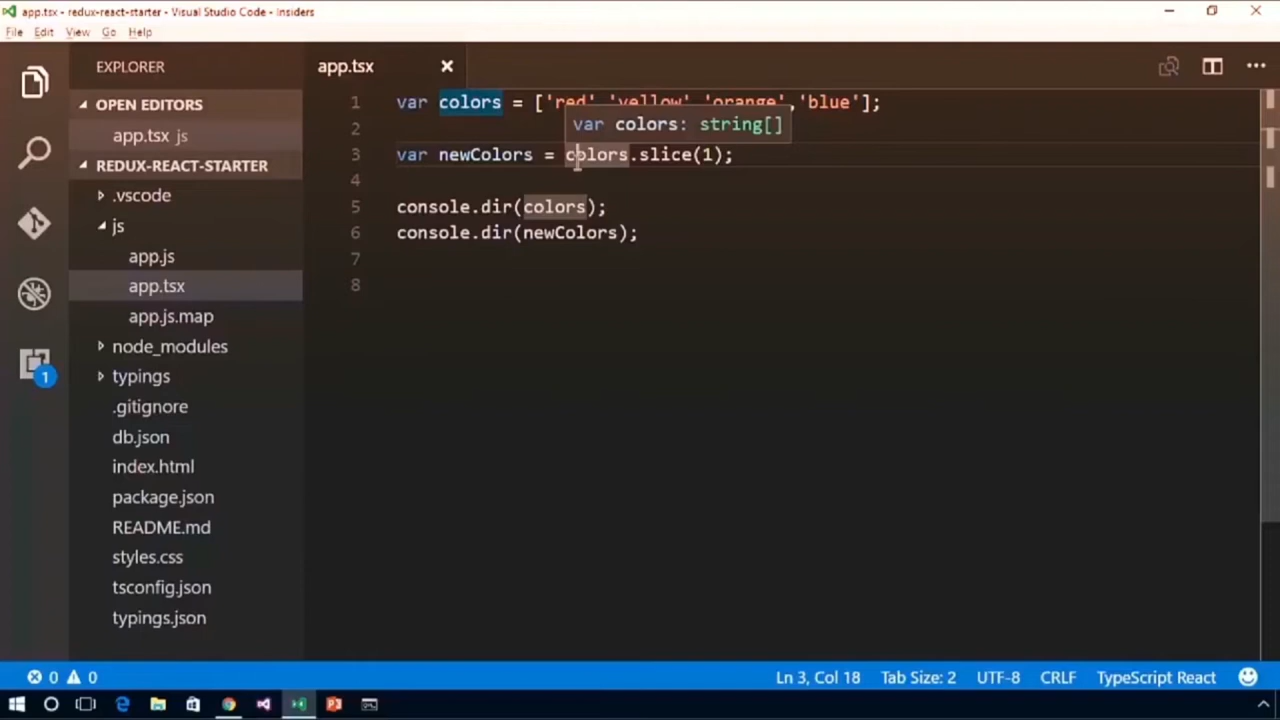 app.tsx - redux-react-starter - Visual Studio Code - Insiders
File Edit View Go Help
EXPLORER
OPEN EDITORS
app.tsx js
REDUX-REACT-STARTER
.vscode
js
app.js
app.tsx
app.js.map
node_modules
typings
.gitignore
db.json
index.html
package.json
README.md
styles.css
tsconfig.json
typings.json
1
app.tsx
1 var colors = ['red','yellow','orange','blue'];
var colors: string[]
2
3 var newColors = colors.slice(1);
4
5 console.dir(colors);
6 console.dir(newColors);
7
8
0 0 Ln 3, Col 18 Tab Size: 2 UTF-8 CRLF TypeScript React